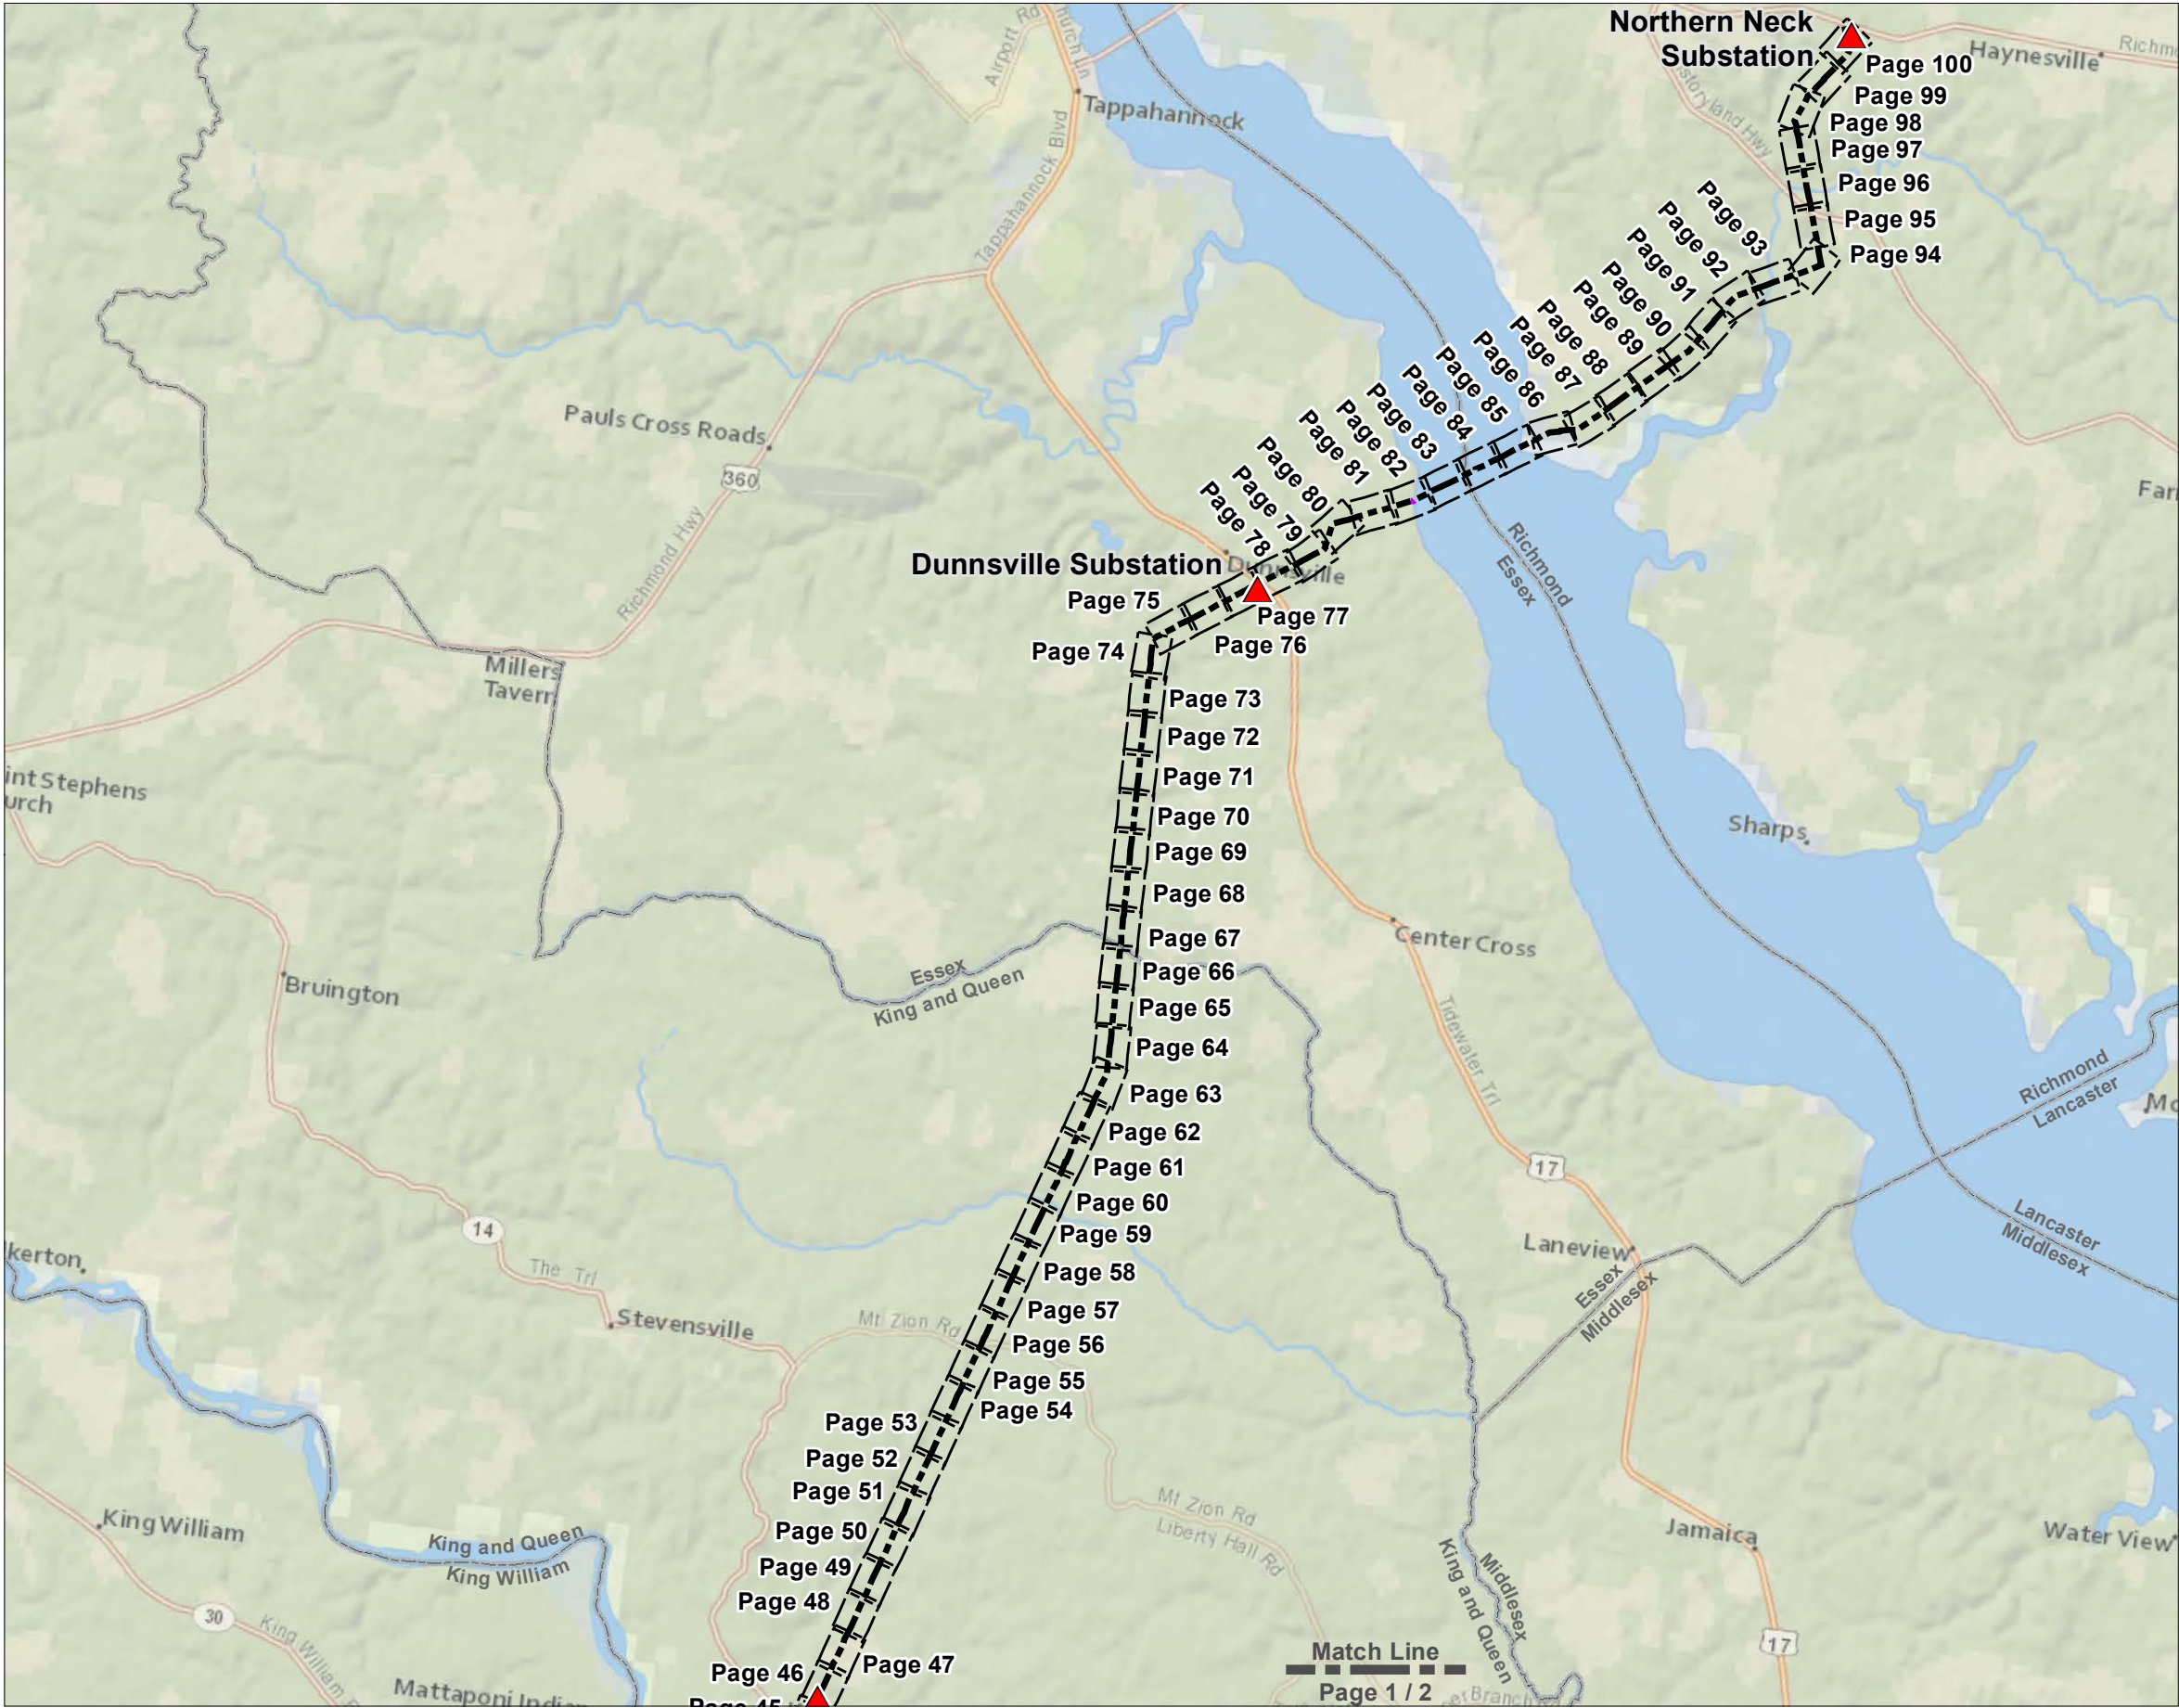 Northern Neck
Substation
Page 100
Haynesville
Page 99
Page 98
Page 97
Page 96
Page 95
Page 94
Page 93
Page 92
Page 91
Page 90
Page 89
Page 88
Page 87
Page 86
Page 85
Page 84
Page 83
Page 82
Page 81
Page 80
Page 79
Page 78
Airport Rd
Church Ln
Tappahannock
Tappahannock Blvd
Pauls Cross Roads
360
Richmond Hwy
Dunnsville Substation
Dunnsville
Richmond
Essex
Page 75
Page 77
Page 76
Page 74
Millers
Tavern
Page 73
Page 72
Page 71
Page 70
Page 69
Page 68
Page 67
Page 66
Page 65
Page 64
Page 63
Page 62
Page 61
Page 60
Page 59
Page 58
Page 57
Page 56
Page 55
Page 54
Page 53
Page 52
Page 51
Page 50
Page 49
Page 48
Page 47
Page 46
Page 45
int Stephens
urch
Sharps
Center Cross
Essex
King and Queen
Bruington
Tidewater Trl
Richmond
Lancaster
17
Lancaster
Middlesex
Laneview
Essex
Middlesex
14
The Trl
kerton
Stevensville
Mt Zion Rd
Mt Zion Rd
Liberty Hall Rd
King William
King and Queen
King William
30
King William
Mattaponi
Jamaica
Water View
Middlesex
King and Queen
17
Match Line
Page 1 / 2